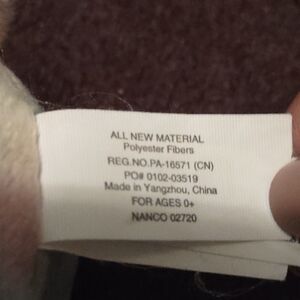 ALL NEW MATERIAL
Polyester Fibers
REG.NO.PA-16571 (CN)
PO# 0102-03519
Made in Yangzhou, China
FOR AGES 0+
NANCO 02720